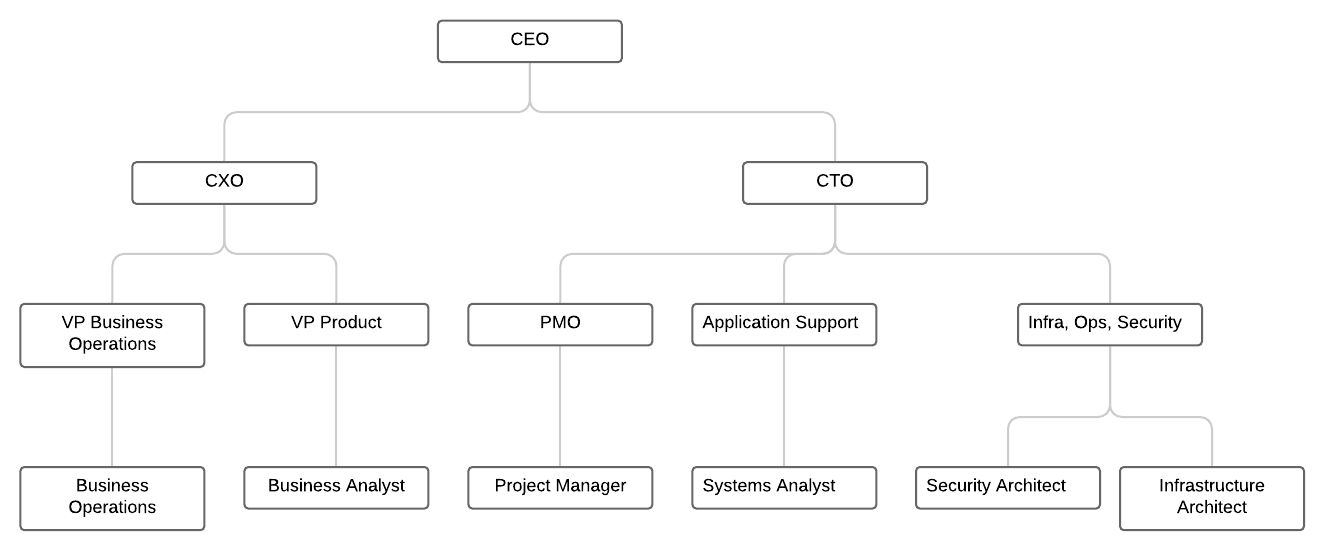 CEO
CXO
CTO
VP Business
Operations
VP Product
PMO
Application Support
Infra, Ops, Security
Business
Operations
Business Analyst
Project Manager
Systems Analyst
Security Architect
Infrastructure
Architect